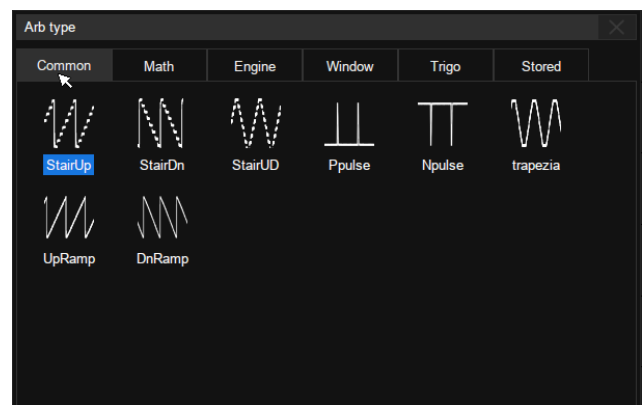 Arb type
Common Math Engine Window Trigo Stored
StairUp StairDn StairUD Ppulse Npulse trapezia
UpRamp DnRamp